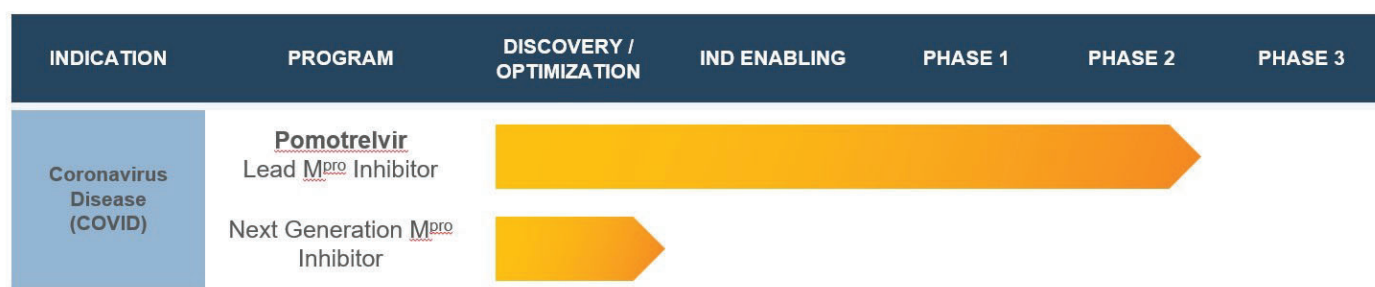 INDICATION PROGRAM DISCOVERY / OPTIMIZATION IND ENABLING PHASE 1 PHASE 2 PHASE 3
Coronavirus
Disease
(COVID)
Pomotrelvir
Lead Mpro Inhibitor
Next Generation Mpro
Inhibitor